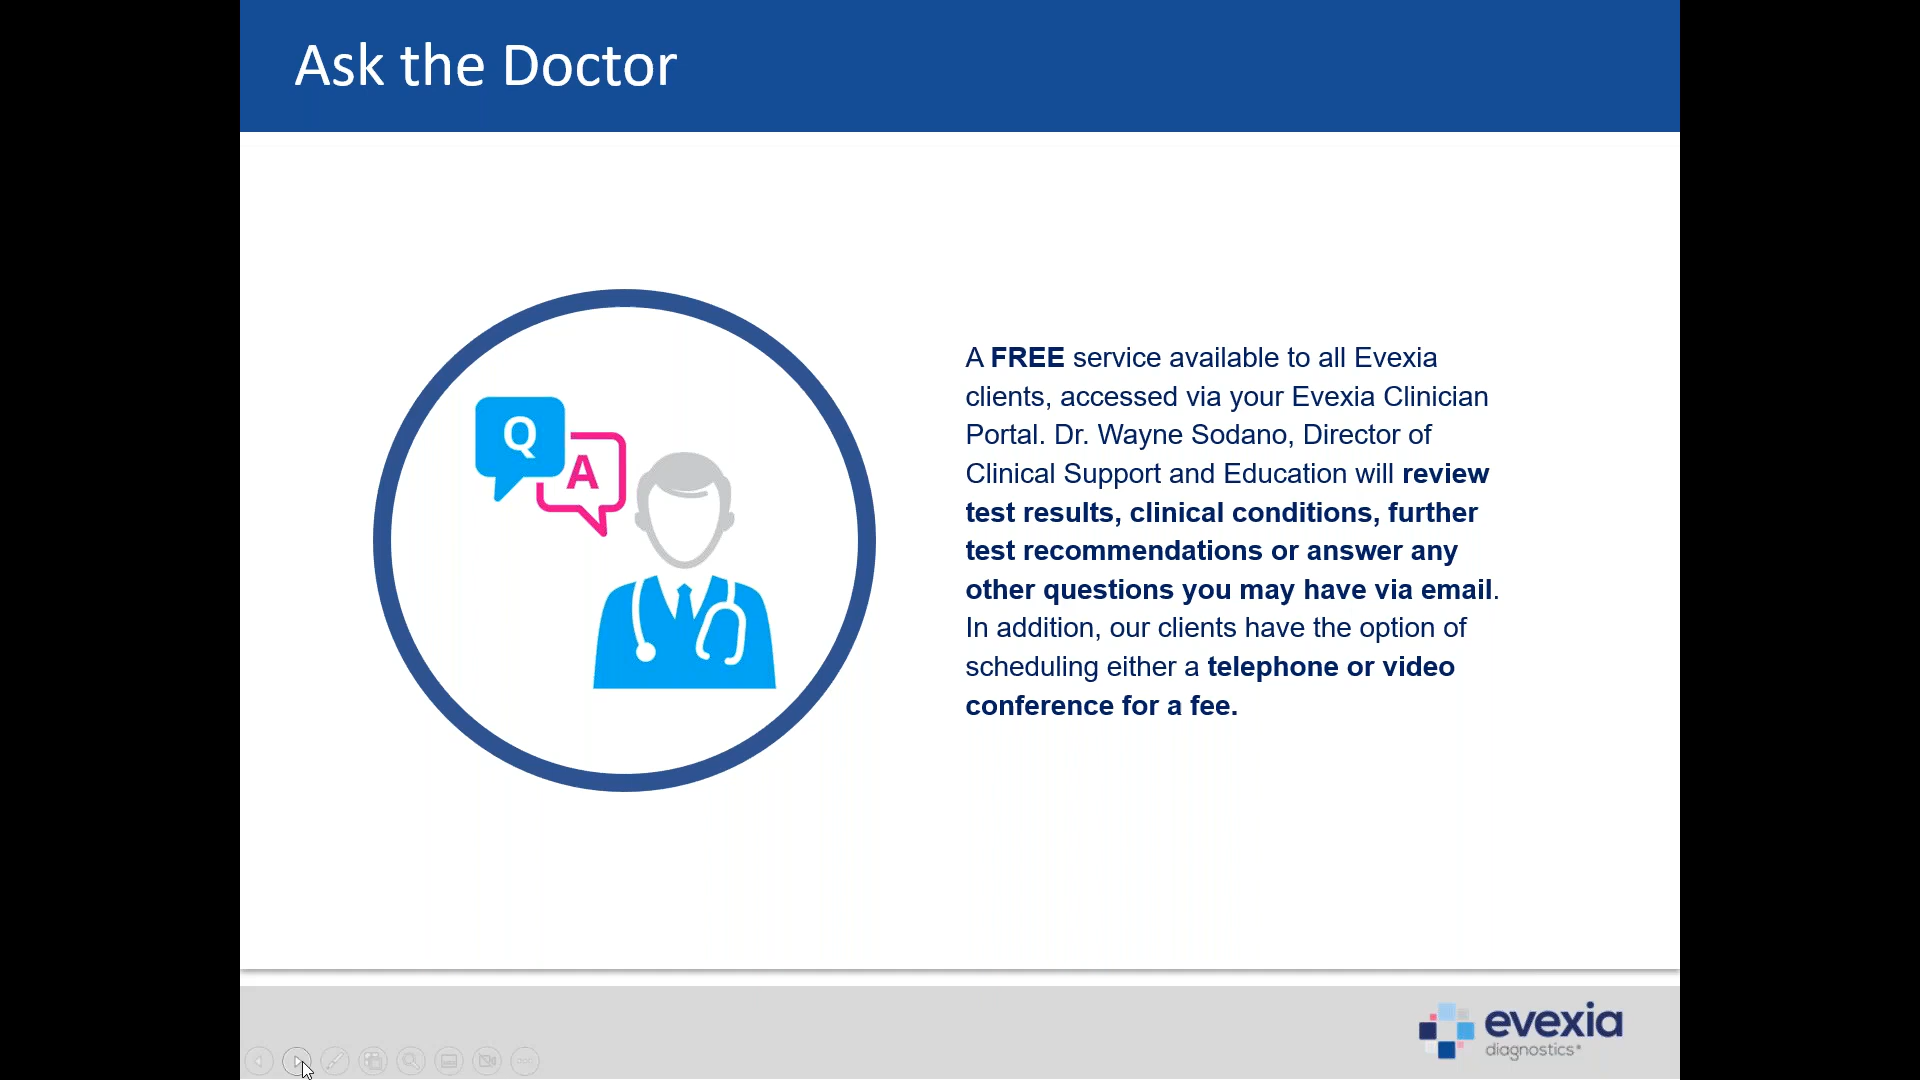 Ask the Doctor
Q
A
A FREE service available to all Evexia
clients, accessed via your Evexia Clinician
Portal. Dr. Wayne Sodano, Director of
Clinical Support and Education will review
test results, clinical conditions, further
test recommendations or answer any
other questions you may have via email.
In addition, our clients have the option of
scheduling either a telephone or video
conference for a fee.
evexia
diagnostics